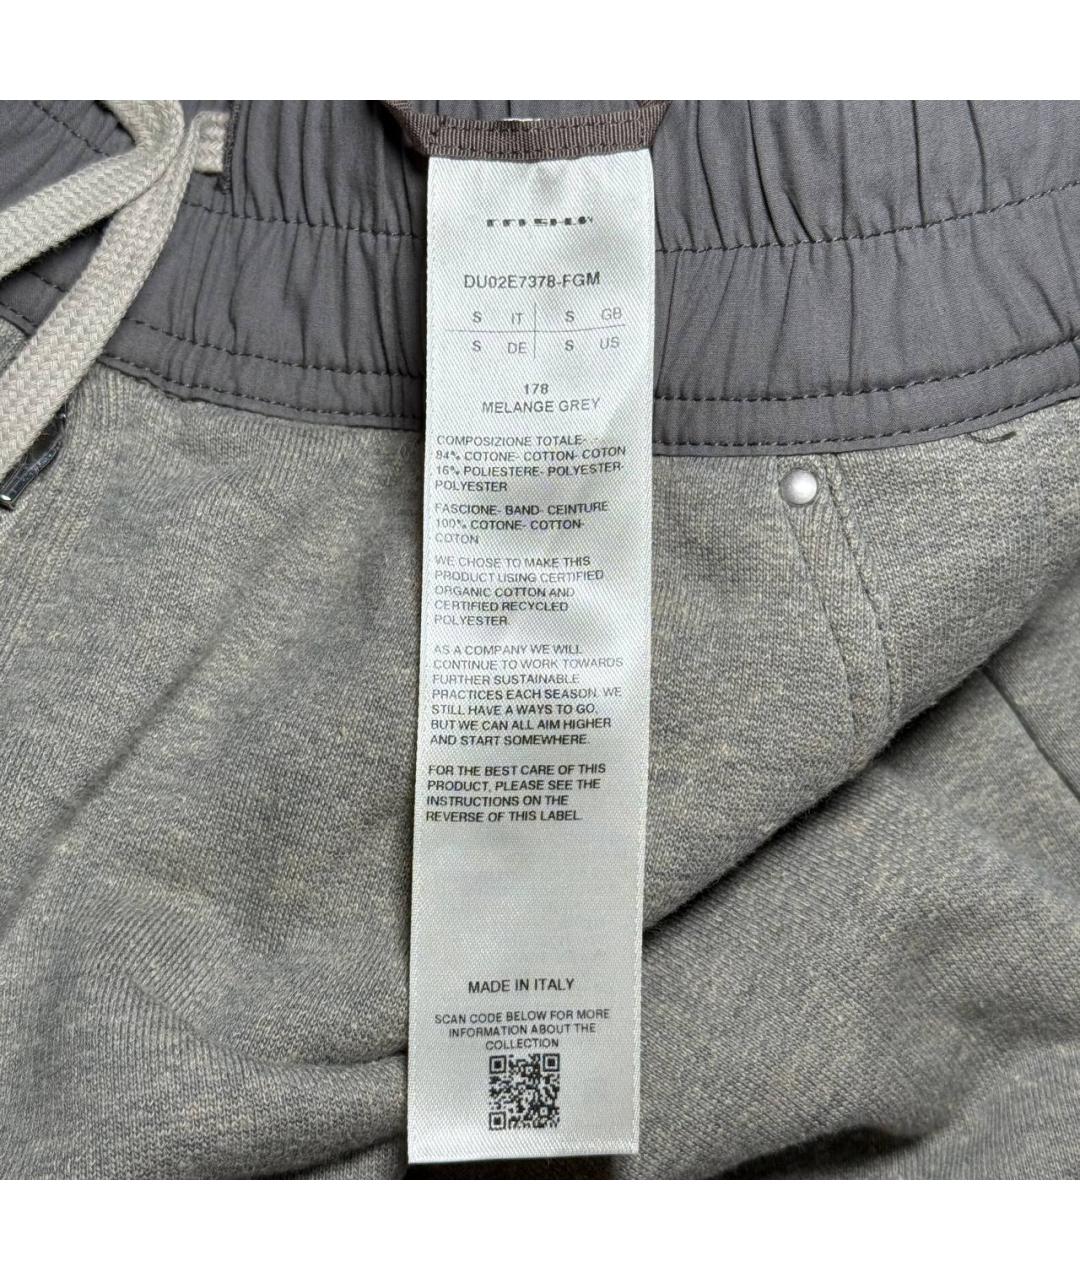 DU02E7378-FGM
S IT S GB
S DE S US
178
MELANGE GREY
COMPOSIZIONE TOTALE-
84% COTONE- COTTON- COTON
16% POLIESTERE- POLYESTER-
POLYESTER
FASCIONE- BAND- CEINTURE
100% COTONE- COTTON-
COTON
WE CHOSE TO MAKE THIS
PRODUCT USING CERTIFIED
ORGANIC COTTON AND
CERTIFIED RECYCLED
POLYESTER.
AS A COMPANY WE WILL
CONTINUE TO WORK TOWARDS
FURTHER SUSTAINABLE
PRACTICES EACH SEASON. WE
STILL HAVE A WAYS TO GO,
BUT WE CAN ALL AIM HIGHER
AND START SOMEWHERE.
FOR THE BEST CARE OF THIS
PRODUCT, PLEASE SEE THE
INSTRUCTIONS ON THE
REVERSE OF THIS LABEL.
MADE IN ITALY
SCAN CODE BELOW FOR MORE
INFORMATION ABOUT THE
COLLECTION